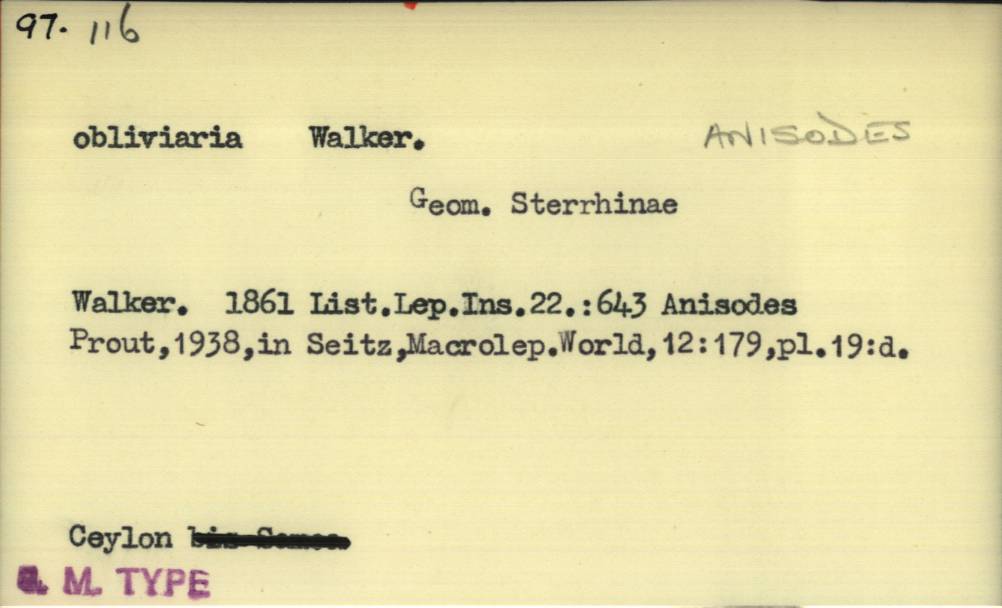 97. 116
obliviaria Walker. ANISODES
Geom. Sterrhinae
Walker. 1861 List.Lep.Ins.22.:643 Anisodes
Prout,1938,in Seitz,Macrolep.World,12:179,pl.19:d.
Ceylon
M. TYPE